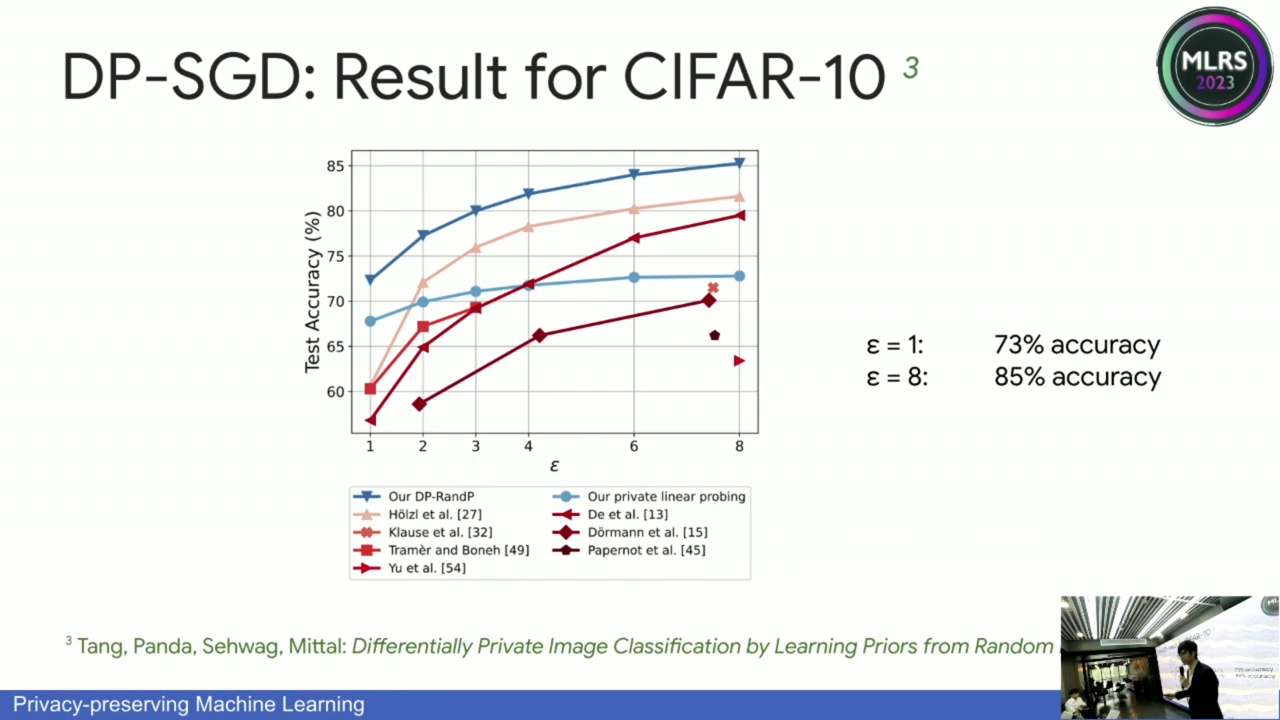 DP-SGD: Result for CIFAR-10 3
MLRS
2023
85
80
75
70
65
60
Test Accuracy (%)
1 2 3 4 6 8
ε
Our DP-RandP
Hölzl et al. [27]
Klause et al. [32]
Tramèr and Boneh [49]
Yu et al. [54]
Our private linear probing
De et al. [13]
Dörmann et al. [15]
Papernot et al. [45]
ε = 1: 73% accuracy
ε = 8: 85% accuracy
3 Tang, Panda, Sehwag, Mittal: Differentially Private Image Classification by Learning Priors from Random
Privacy-preserving Machine Learning